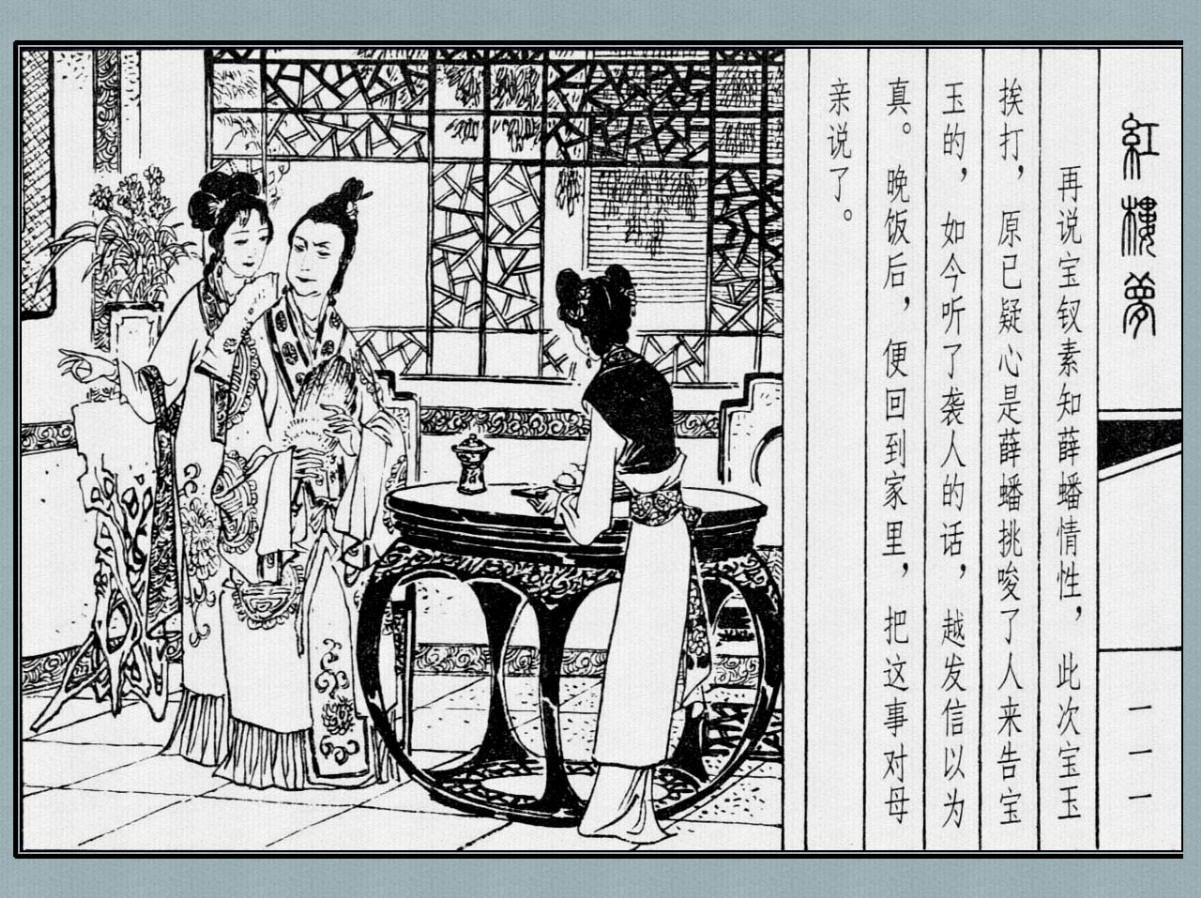 紅樓夢
一一一
再说宝钗素知薛蟠情性，此次宝玉
挨打，原已疑心是薛蟠挑唆了人来告宝
玉的，如今听了袭人的话，越发信以为
真。晚饭后，便回到家里，把这事对母
亲说了。